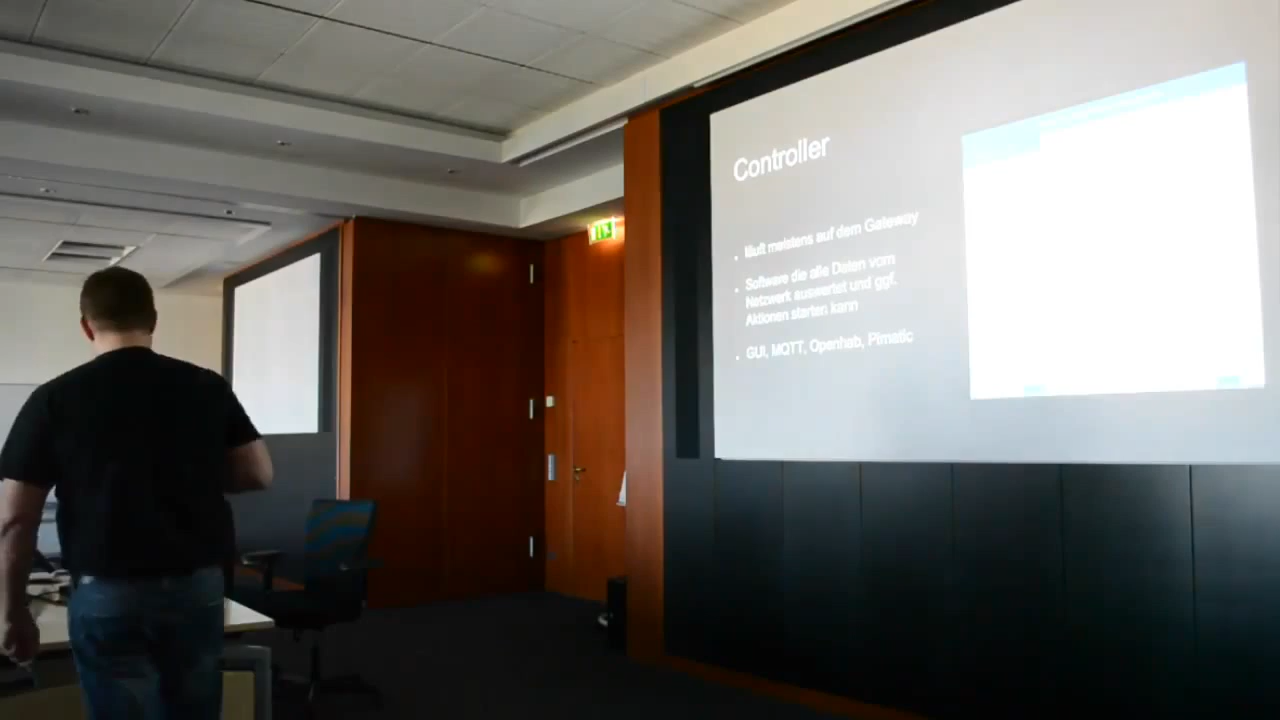 Controller
läuft meistens auf dem Gateway
Software die alle Daten vom
Netzwerk auswertet und ggf.
Aktionen starten kann
GUI, MQTT, Openhab, Pimatic